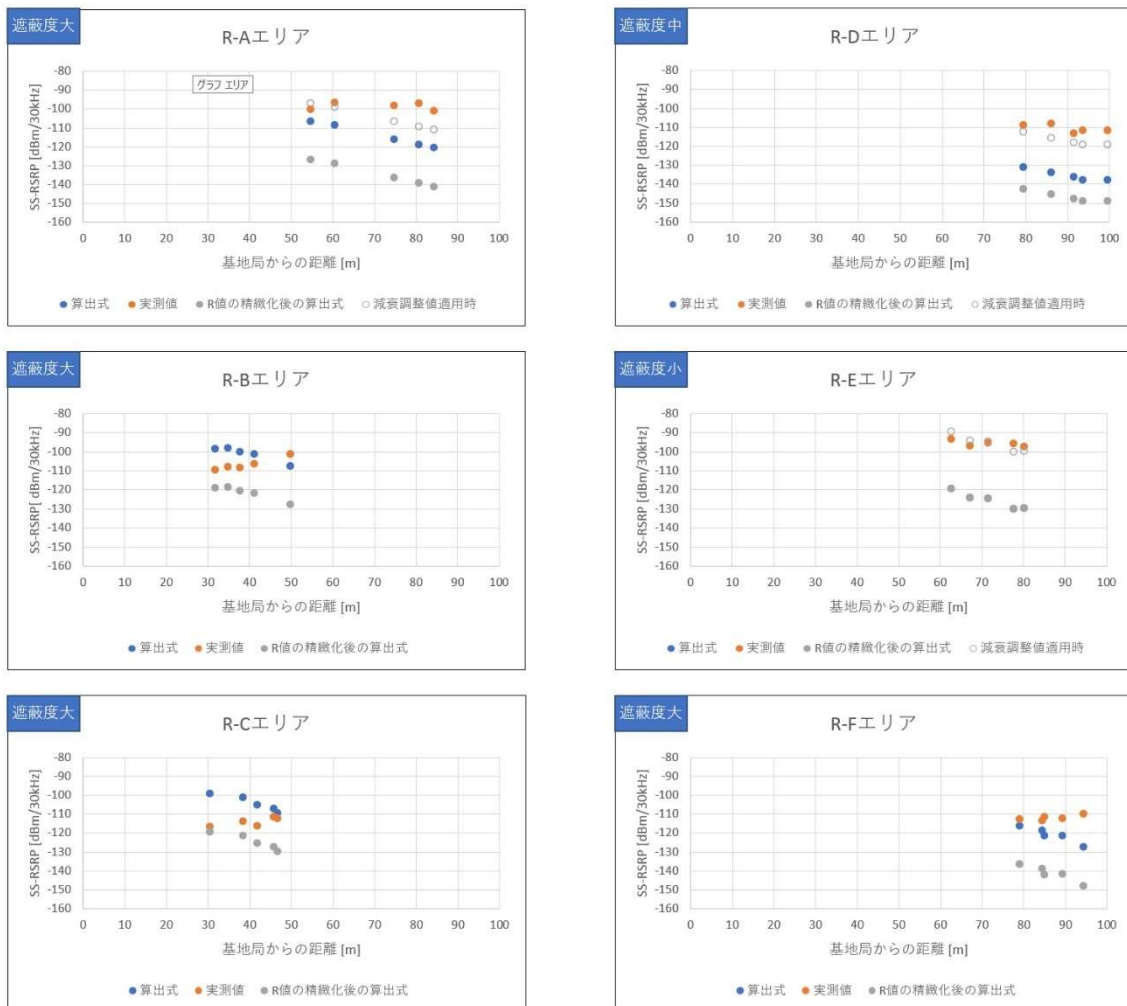 遮蔽度大
R-Aエリア
グラフ エリア
SS-RSRP [dBm/30kHz]
-80
-90
-100
-110
-120
-130
-140
-150
-160
0 10 20 30 40 50 60 70 80 90 100
基地局からの距離 [m]
算出式 実測値 R値の精緻化後の算出式 減衰調整値適用時
遮蔽度中
R-Dエリア
SS-RSRP [dBm/30kHz]
-80
-90
-100
-110
-120
-130
-140
-150
-160
0 10 20 30 40 50 60 70 80 90 100
基地局からの距離 [m]
算出式 実測値 R値の精緻化後の算出式 減衰調整値適用時
遮蔽度大
R-Bエリア
SS-RSRP[ dBm/30kHz]
-80
-90
-100
-110
-120
-130
-140
-150
-160
0 10 20 30 40 50 60 70 80 90 100
基地局からの距離 [m]
算出式 実測値 R値の精緻化後の算出式
遮蔽度小
R-Eエリア
SS-RSRP [dBm/30kHz]
-80
-90
-100
-110
-120
-130
-140
-150
-160
0 10 20 30 40 50 60 70 80 90 100
基地局からの距離 [m]
算出式 実測値 R値の精緻化後の算出式 減衰調整値適用時
遮蔽度大
R-Cエリア
SS-RSRP [dBm/30kHz]
-80
-90
-100
-110
-120
-130
-140
-150
-160
0 10 20 30 40 50 60 70 80 90 100
基地局からの距離 [m]
算出式 実測値 R値の精緻化後の算出式
遮蔽度大
R-Fエリア
SS-RSRP [dBm/30kHz]
-80
-90
-100
-110
-120
-130
-140
-150
-160
0 10 20 30 40 50 60 70 80 90 100
基地局からの距離 [m]
算出式 実測値 R値の精緻化後の算出式